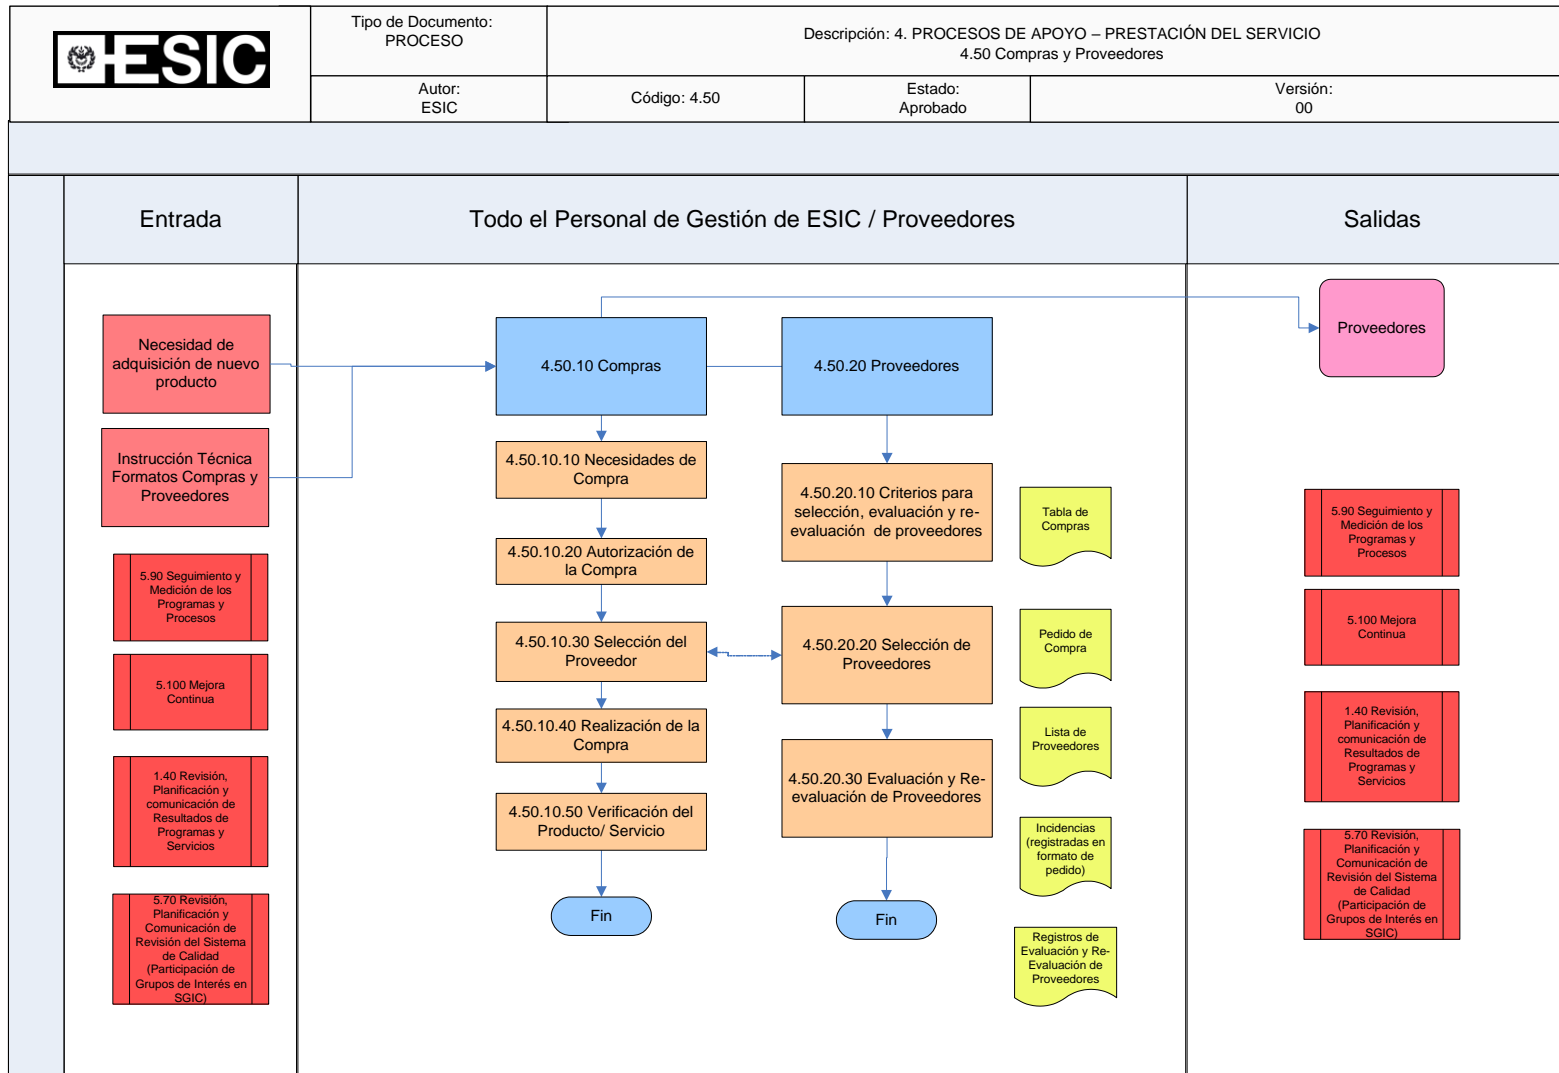 ESIC
Tipo de Documento:
PROCESO
Descripción: 4. PROCESOS DE APOYO – PRESTACIÓN DEL SERVICIO
4.50 Compras y Proveedores
Autor:
ESIC
Código: 4.50
Estado:
Aprobado
Versión:
00
Entrada
Todo el Personal de Gestión de ESIC / Proveedores
Salidas
Necesidad de
adquisición de nuevo
producto
Instrucción Técnica
Formatos Compras y
Proveedores
5.90 Seguimiento y
Medición de los
Programas y
Procesos
5.100 Mejora
Continua
1.40 Revisión,
Planificación y
comunicación de
Resultados de
Programas y
Servicios
5.70 Revisión,
Planificación y
Comunicación de
Revisión del Sistema
de Calidad
(Participación de
Grupos de Interés en
SGIC)
4.50.10 Compras
4.50.10.10 Necesidades de
Compra
4.50.10.20 Autorización de
la Compra
4.50.10.30 Selección del
Proveedor
4.50.10.40 Realización de la
Compra
4.50.10.50 Verificación del
Producto/ Servicio
Fin
4.50.20 Proveedores
4.50.20.10 Criterios para
selección, evaluación y re-
evaluación de proveedores
4.50.20.20 Selección de
Proveedores
4.50.20.30 Evaluación y Re-
evaluación de Proveedores
Fin
Tabla de
Compras
Pedido de
Compra
Lista de
Proveedores
Incidencias
(registradas en
formato de
pedido)
Registros de
Evaluación y Re-
Evaluación de
Proveedores
Proveedores
5.90 Seguimiento y
Medición de los
Programas y
Procesos
5.100 Mejora
Continua
1.40 Revisión,
Planificación y
comunicación de
Resultados de
Programas y
Servicios
5.70 Revisión,
Planificación y
Comunicación de
Revisión del Sistema
de Calidad
(Participación de
Grupos de Interés en
SGIC)